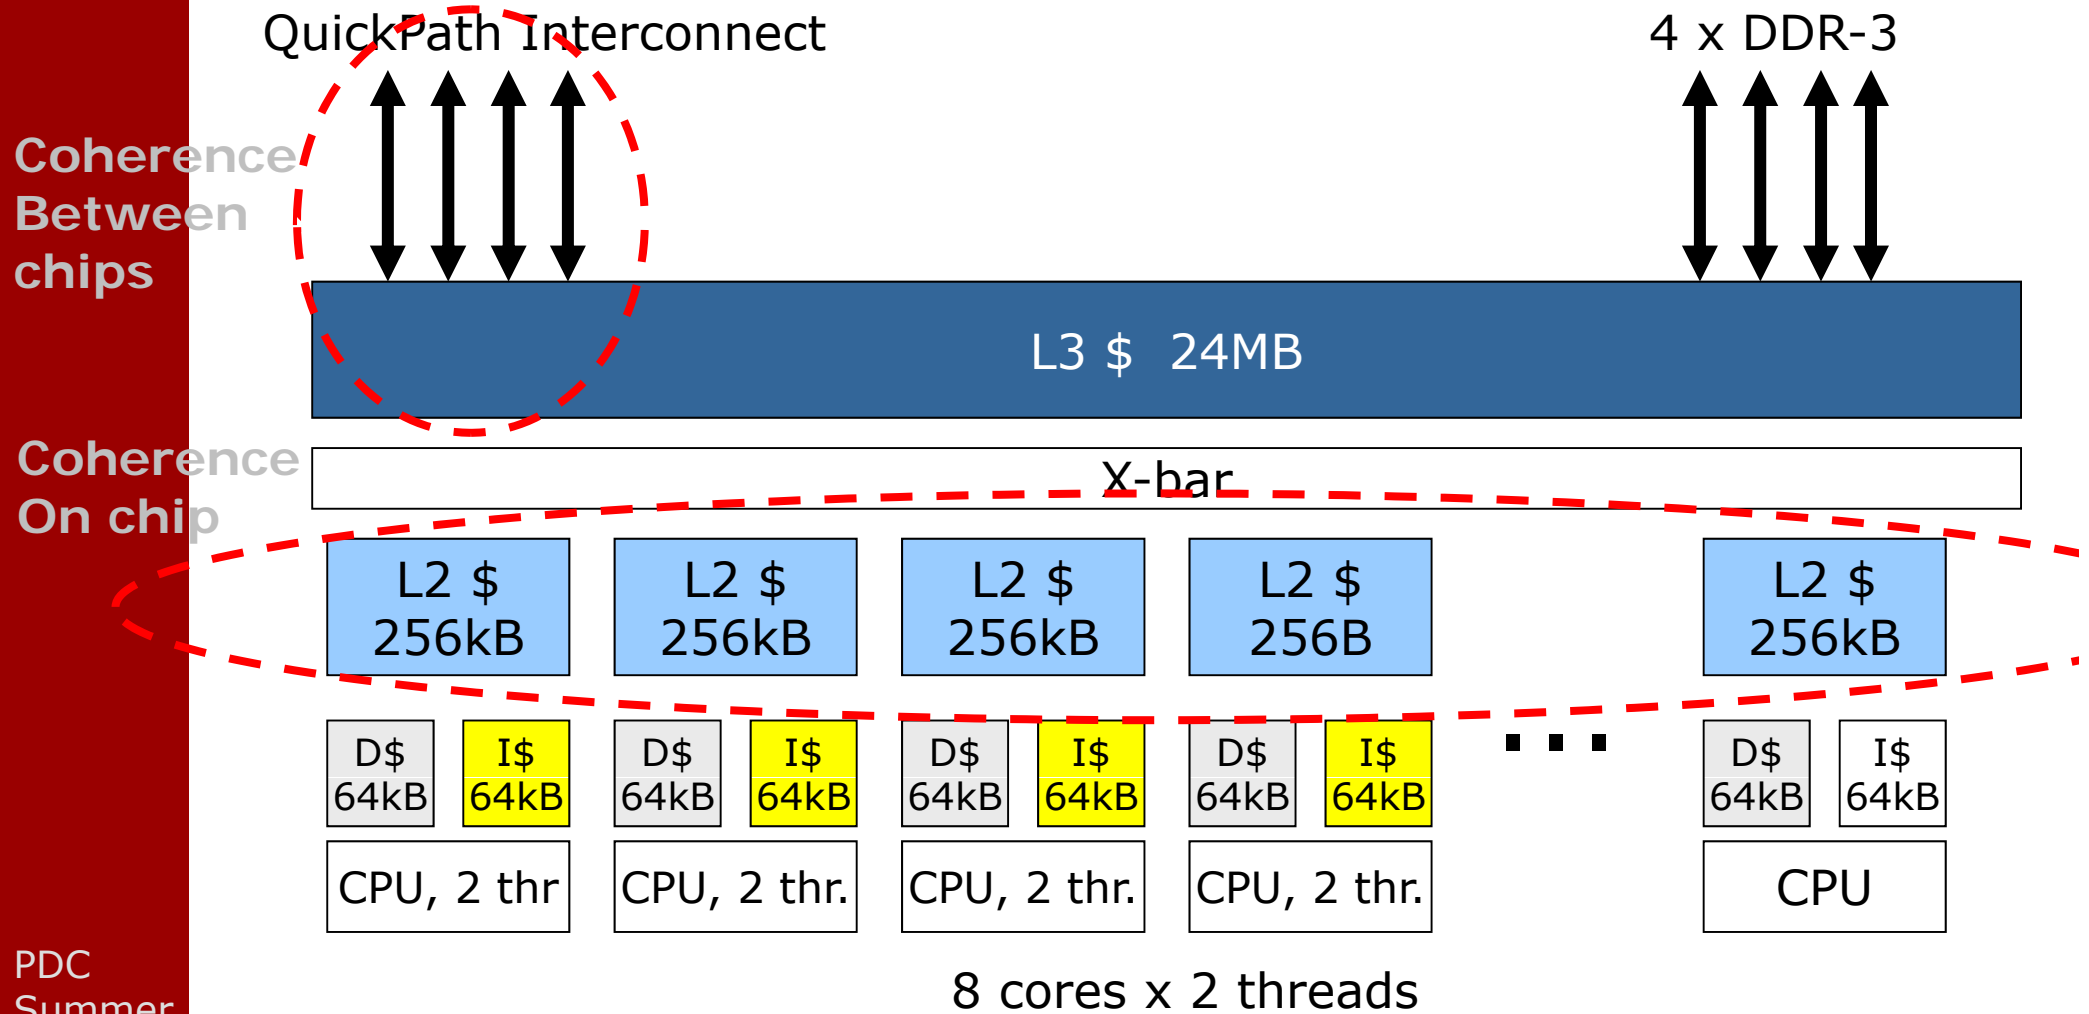 QuickPath Interconnect
4 x DDR-3
Coherence
Between
chips
L3 $ 24MB
Coherence
On chip
X-bar
L2 $
256kB
L2 $
256kB
L2 $
256kB
L2 $
256B
L2 $
256kB
D$
64kB
I$
64kB
D$
64kB
I$
64kB
D$
64kB
I$
64kB
D$
64kB
I$
64kB
...
D$
64kB
I$
64kB
CPU, 2 thr
CPU, 2 thr.
CPU, 2 thr.
CPU, 2 thr.
CPU
PDC
Summer
8 cores x 2 threads